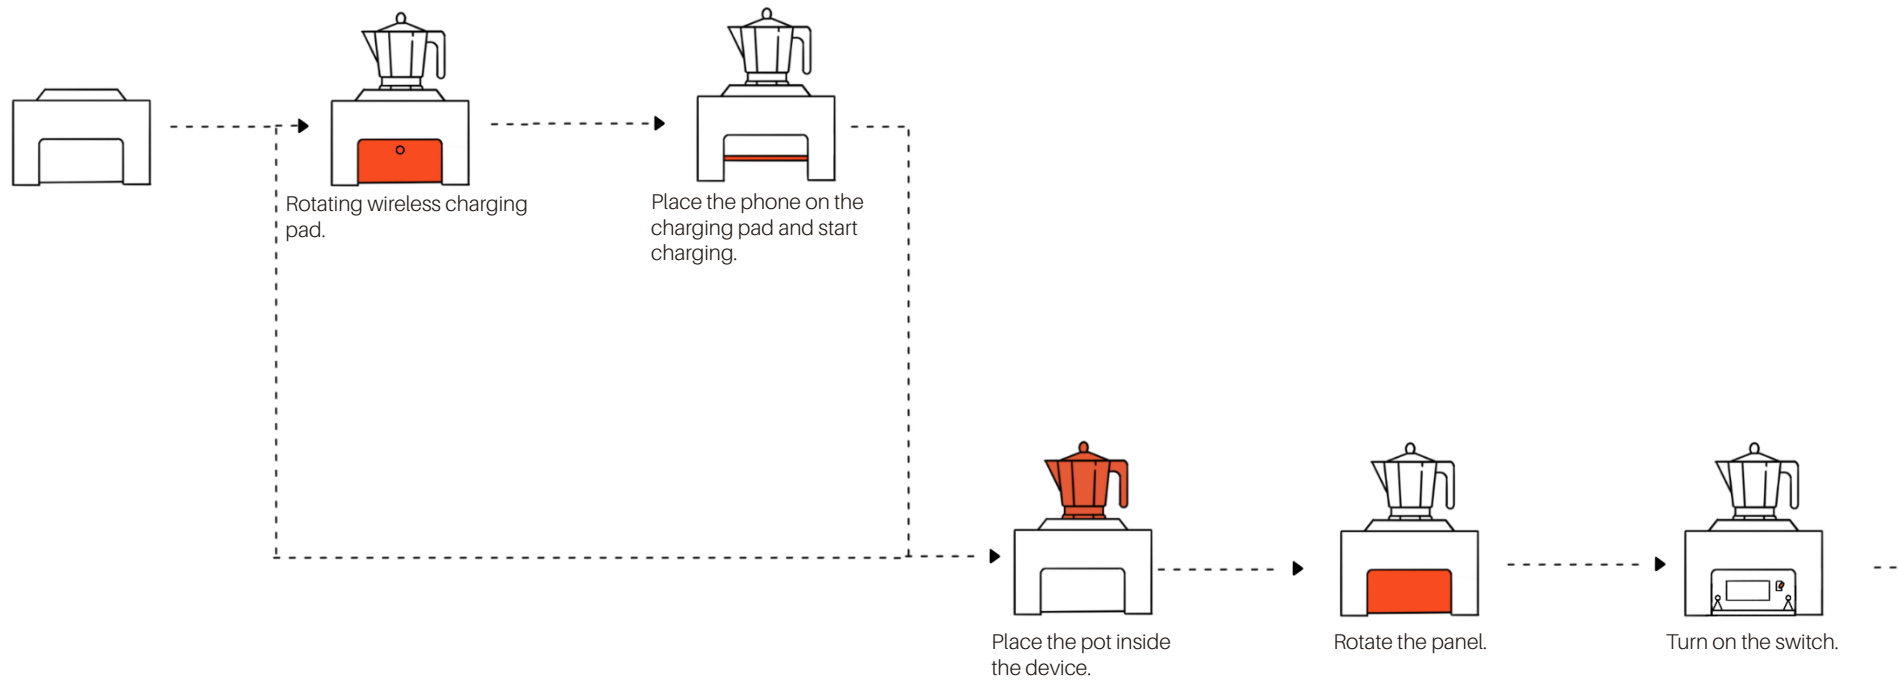 Rotating wireless charging
pad.
Place the phone on the
charging pad and start
charging.
Place the pot inside
the device.
Rotate the panel.
Turn on the switch.